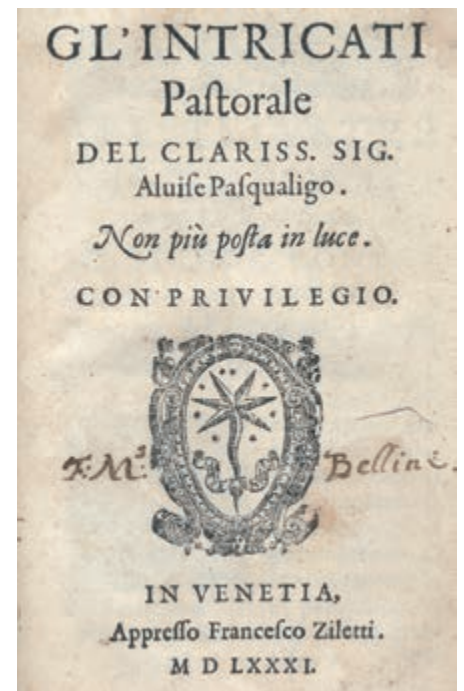 GL’INTRICATI
Paſtorale
DEL CLARISS. SIG.
Aluiſe Paſqualigo.
Non più poſta in luce.
CON PRIVILEGIO.
F. M.ª Bellini.
IN VENETIA,
Appreſſo Franceſco Ziletti.
M D LXXXI.